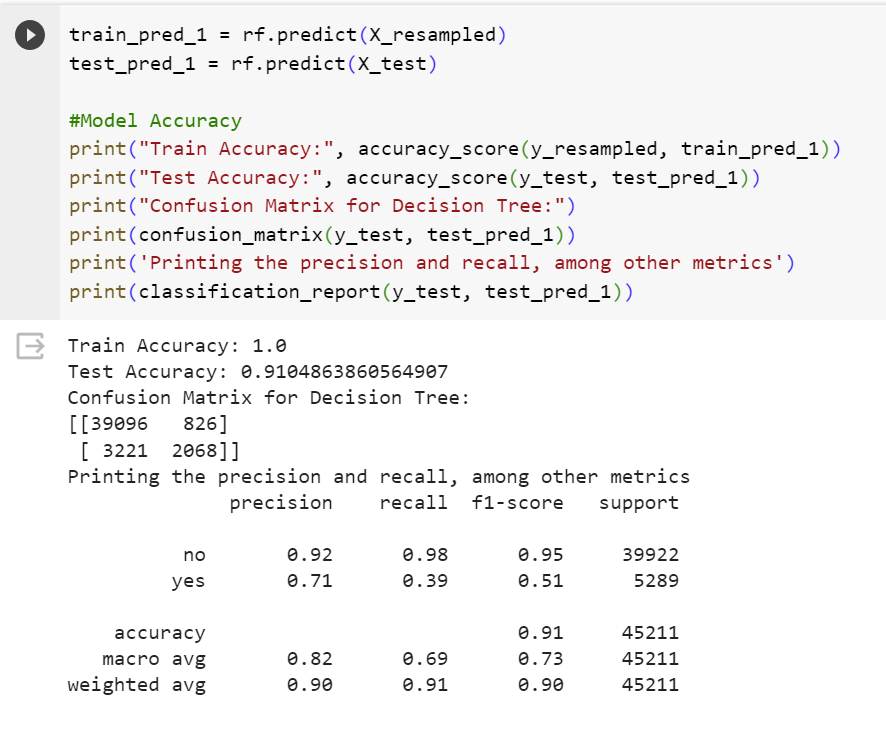 train_pred_1 = rf.predict(X_resampled)
test_pred_1 = rf.predict(X_test)
#Model Accuracy
print("Train Accuracy:", accuracy_score(y_resampled, train_pred_1))
print("Test Accuracy:", accuracy_score(y_test, test_pred_1))
print("Confusion Matrix for Decision Tree:")
print(confusion_matrix(y_test, test_pred_1))
print('Printing the precision and recall, among other metrics')
print(classification_report(y_test, test_pred_1))
Train Accuracy: 1.0
Test Accuracy: 0.9104863860564907
Confusion Matrix for Decision Tree:
[[39096   826]
 [ 3221  2068]]
Printing the precision and recall, among other metrics
              precision    recall  f1-score   support
          no       0.92      0.98      0.95     39922
         yes       0.71      0.39      0.51      5289
    accuracy                           0.91     45211
   macro avg       0.82      0.69      0.73     45211
weighted avg       0.90      0.91      0.90     45211